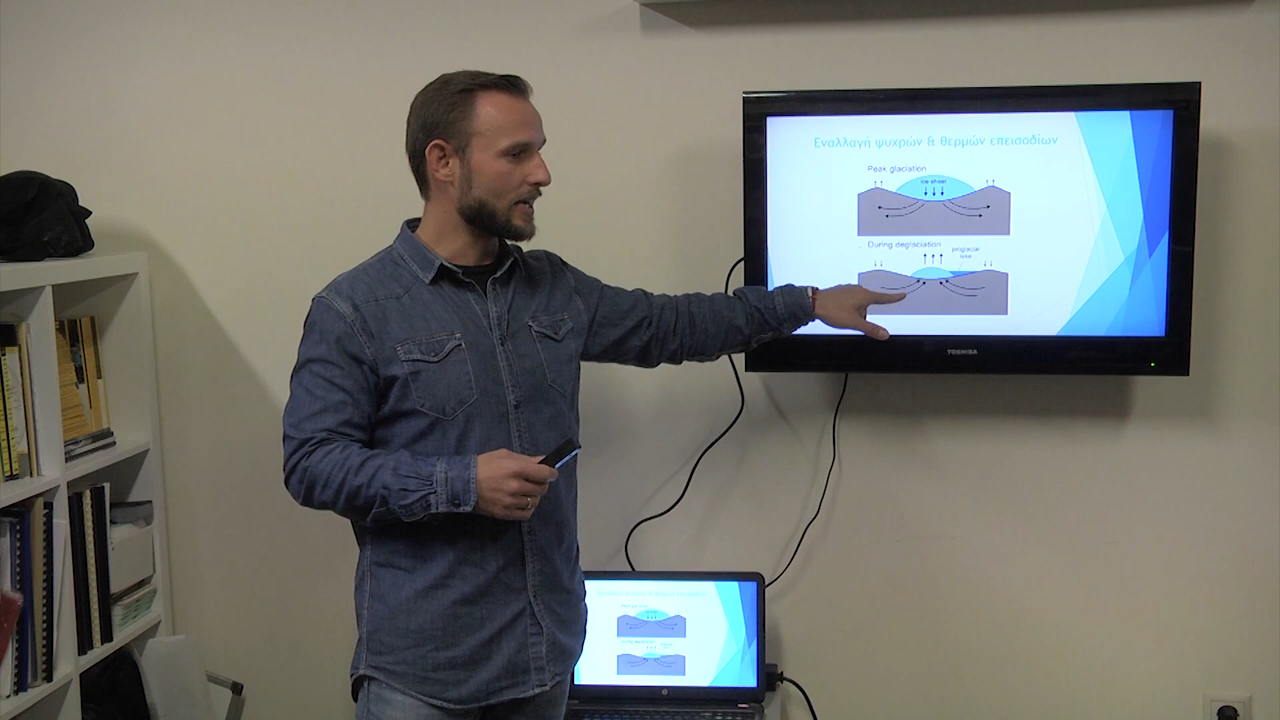 Εναλλαγή ψυχρών & θερμών επεισοδίων
Peak glaciation
ice sheet
During deglaciation
proglacial
lake
TOSHIBA